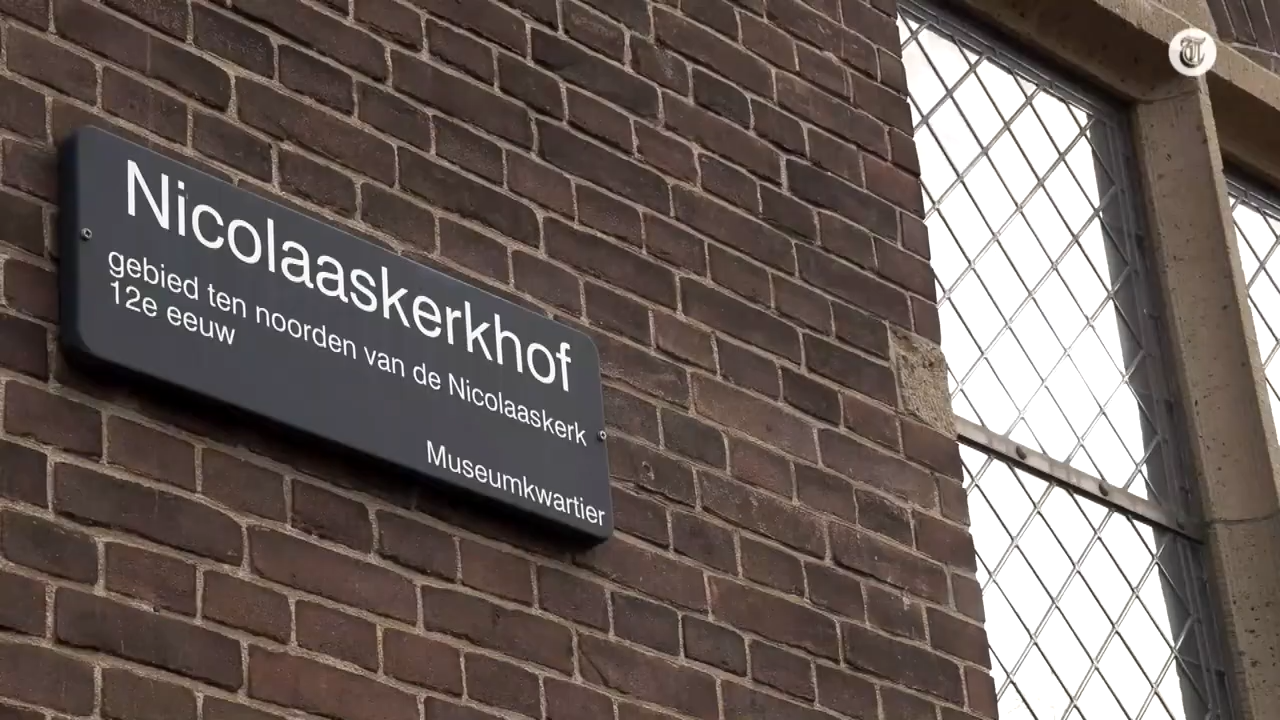 Nicolaaskerkhof
gebied ten noorden van de Nicolaaskerk
12e eeuw
Museumkwartier
T